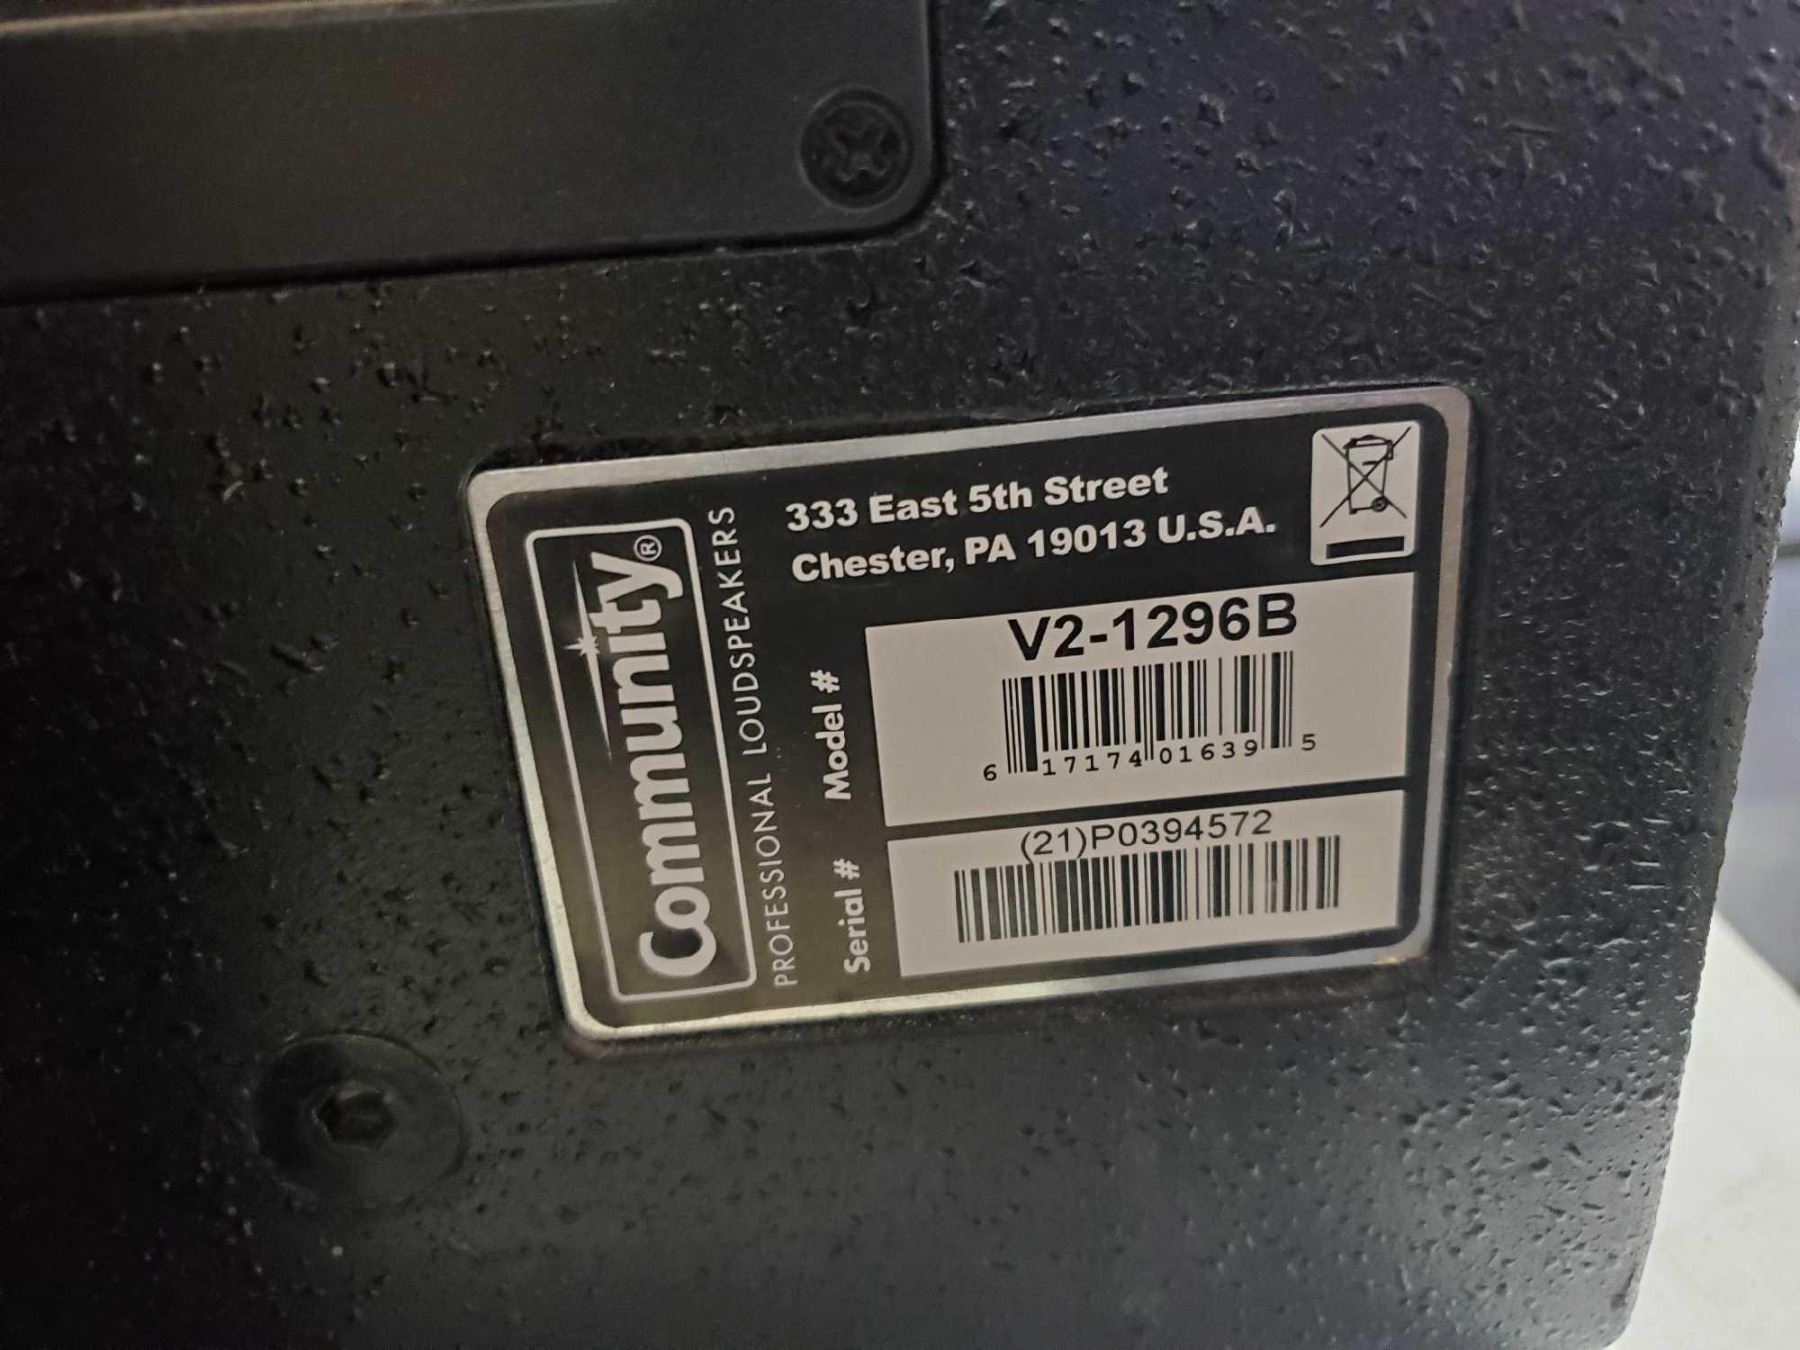 Community®
PROFESSIONAL LOUDSPEAKERS
333 East 5th Street
Chester, PA 19013 U.S.A.
Model #
V2-1296B
6 17174 01639 5
Serial #
(21)P0394572